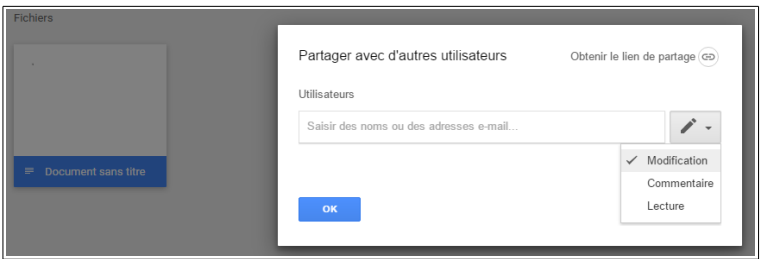 Fichiers
Partager avec d'autres utilisateurs
Obtenir le lien de partage
Utilisateurs
Saisir des noms ou des adresses e-mail...
Modification
Commentaire
Lecture
Document sans titre
OK